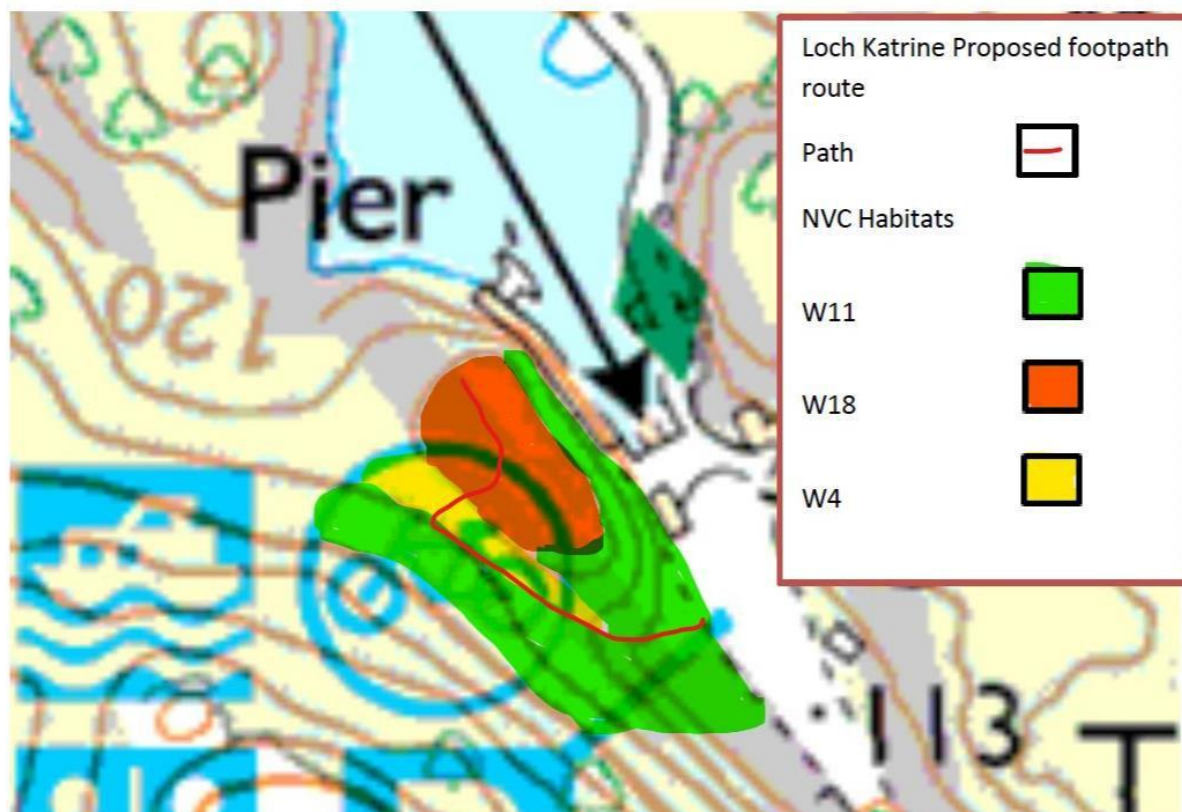 Loch Katrine Proposed footpath
route
Path
NVC Habitats
W11
W18
W4
Pier
120
113
T